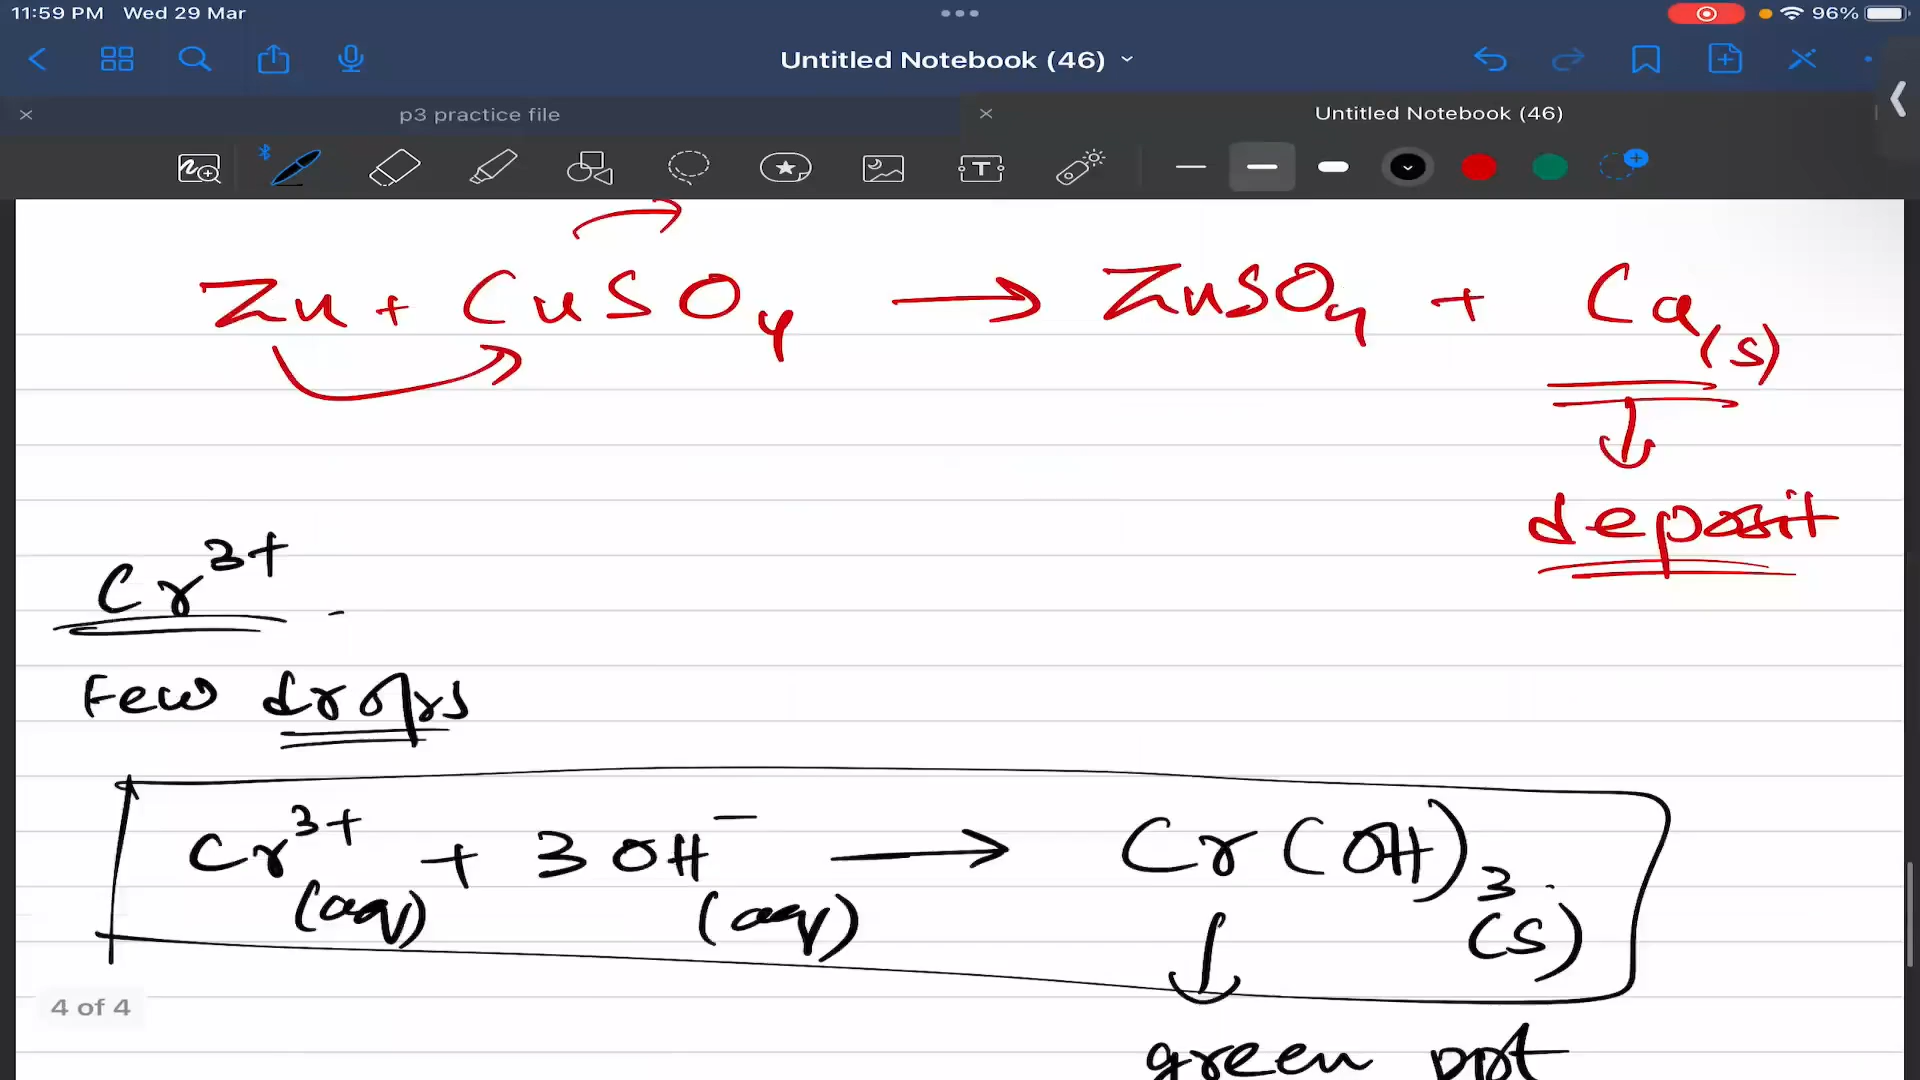 11:59 PM Wed 29 Mar
96%
Untitled Notebook (46)
p3 practice file
Untitled Notebook (46)
T
Zn + CuSO4 → ZnSO4 + Cu(s)
deposit
Cr3+
Few drops
Cr3+(aq) + 3OH−(aq) → Cr(OH)3(s)
green ppt
4 of 4